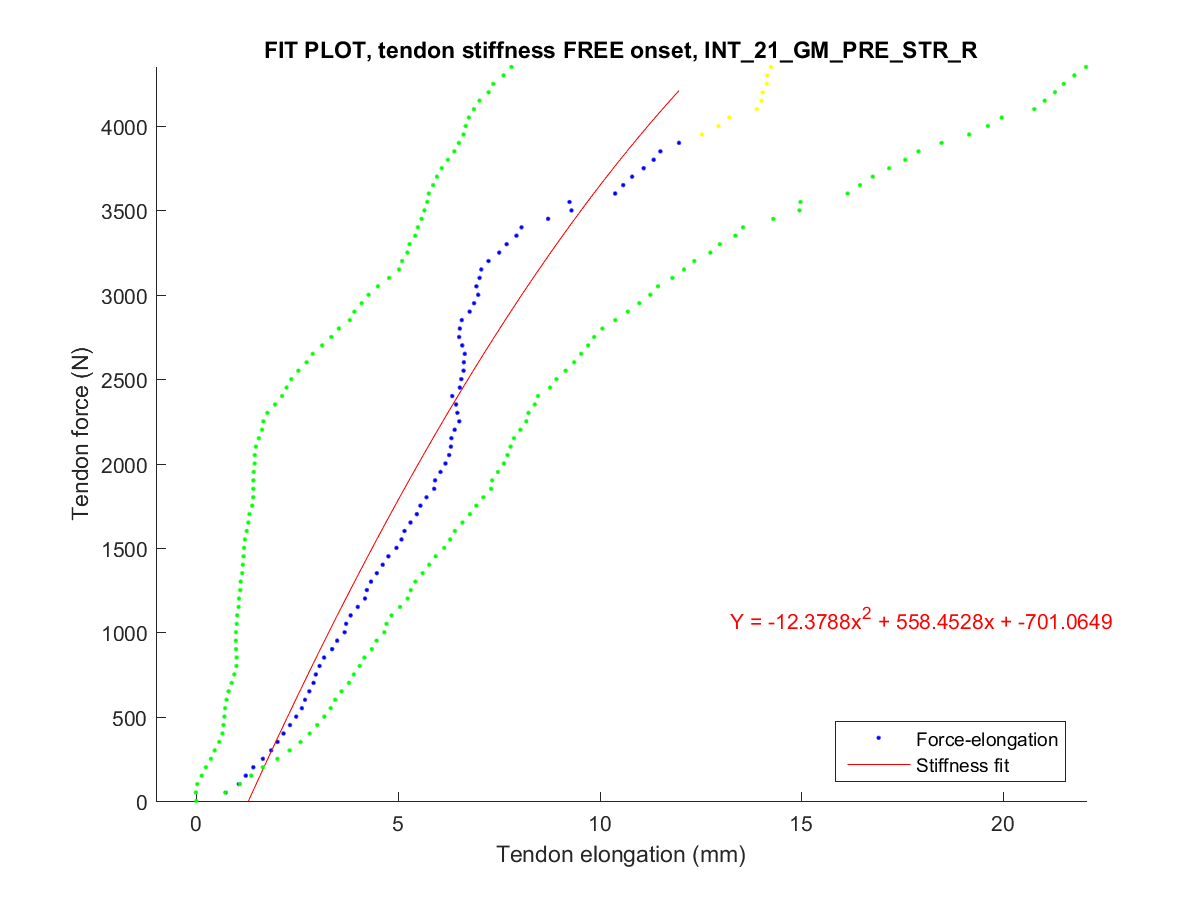 FIT PLOT, tendon stiffness FREE onset, INT_21_GM_PRE_STR_R
Tendon force (N)
4000
3500
3000
2500
2000
1500
1000
500
0
Y = -12.3788x² + 558.4528x + -701.0649
Force-elongation
Stiffness fit
0 5 10 15 20
Tendon elongation (mm)